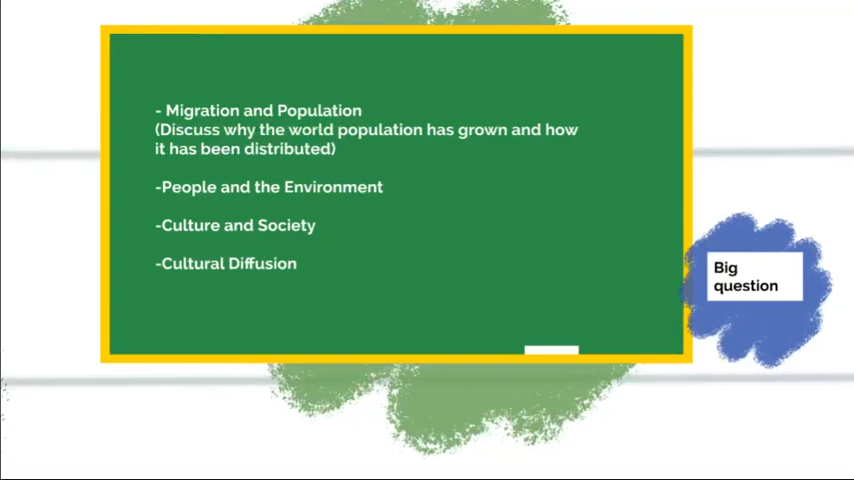 - Migration and Population
(Discuss why the world population has grown and how
it has been distributed)
-People and the Environment
-Culture and Society
-Cultural Diffusion
Big
question